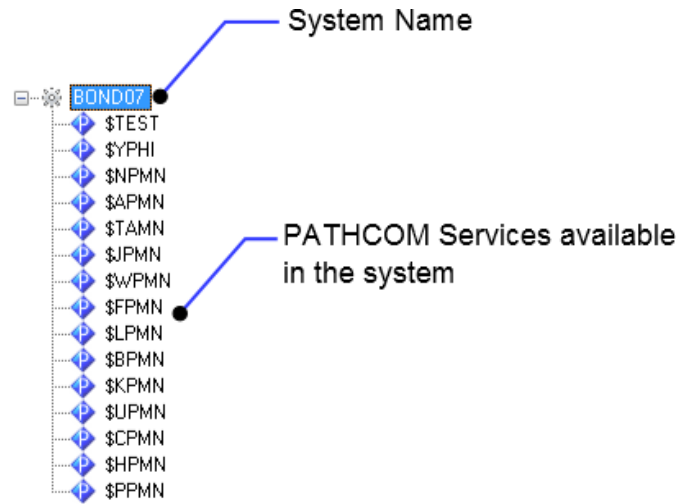 System Name
BOND07
$TEST
$YPHI
$NPMN
$APMN
$TAMN
$JPMN
$WPMN
$FPMN
$LPMN
$BPMN
$KPMN
$UPMN
$CPMN
$HPMN
$PPMN
PATHCOM Services available
in the system